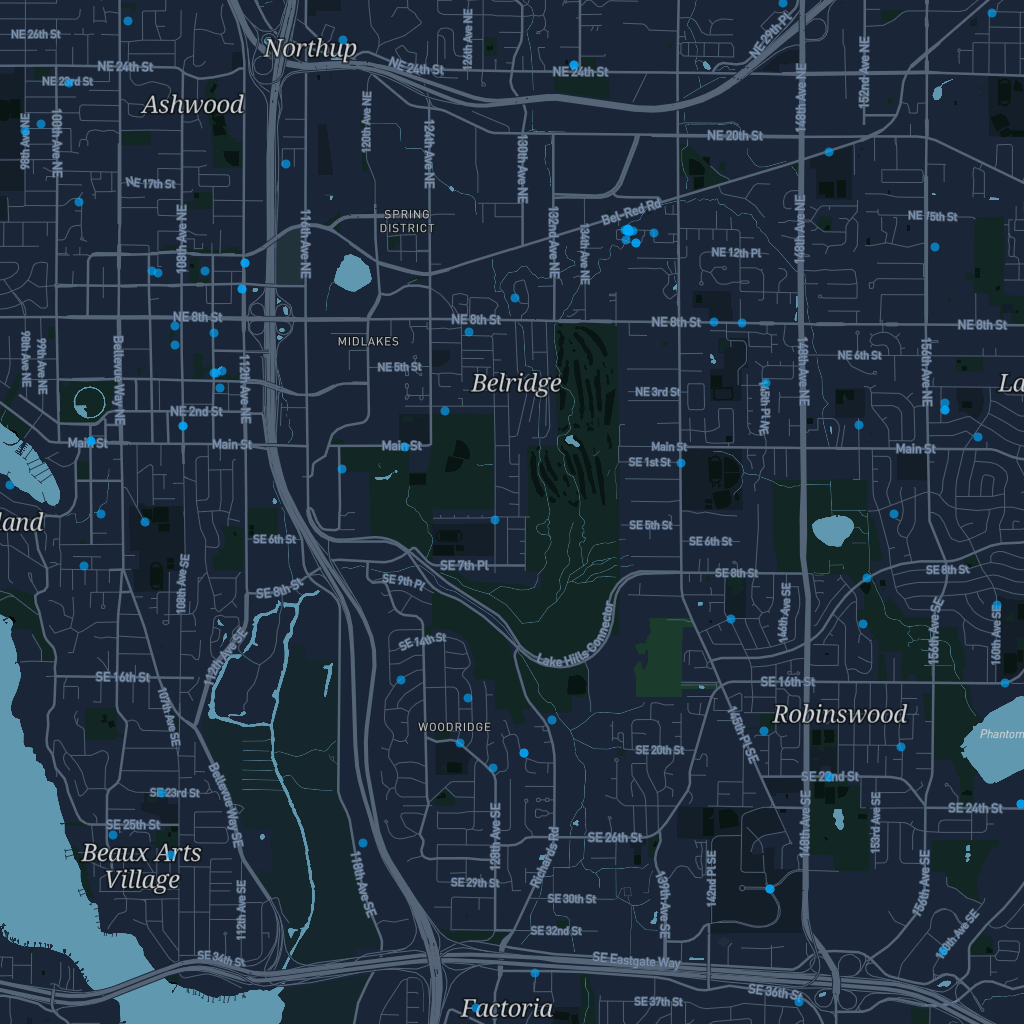 NE 26th St
126th Ave NE
NE 29th Pl
Northup
NE 24th St
NE 24th St
NE 24th St
152nd Ave NE
148th Ave NE
NE 23rd St
Ashwood
120th Ave NE
98th Ave NE
100th Ave NE
124th Ave NE
130th Ave NE
NE 20th St
NE 17th St
SPRING
DISTRICT
108th Ave NE
116th Ave NE
132nd Ave NE
134th Ave NE
Bel-Red Rd
148th Ave NE
NE 15th St
NE 12th Pl
NE 8th St
NE 8th St
NE 8th St
NE 8th St
MIDLAKES
98th Ave NE
99th Ave NE
Bellevue Way NE
112th Ave NE
NE 5th St
Belridge
NE 6th St
148th Ave NE
156th Ave NE
La
NE 3rd St
145th Pl NE
NE 2nd St
Main St
Main St
Main St
Main St
Main St
SE 1st St
land
SE 6th St
SE 5th St
SE 6th St
SE 7th Pl
SE 8th St
SE 9th Pl
SE 8th St
SE 8th St
108th Ave SE
146th Ave SE
112th Ave SE
SE 14th St
Lake Hills Connector
156th Ave SE
160th Ave SE
SE 16th St
SE 16th St
107th Ave SE
Robinswood
WOODRIDGE
145th Pl SE
Phantom
SE 20th St
SE 22nd St
Bellevue Way SE
SE 23rd St
SE 24th St
SE 25th St
128th Ave SE
SE 26th St
148th Ave SE
153rd Ave SE
Beaux Arts
Village
Richards Rd
118th Ave SE
SE 29th St
142nd Pl SE
139th Ave SE
156th Ave SE
112th Ave SE
SE 30th St
SE 32nd St
160th Ave SE
SE 34th St
SE Eastgate Way
SE 36th St
SE 37th St
Factoria